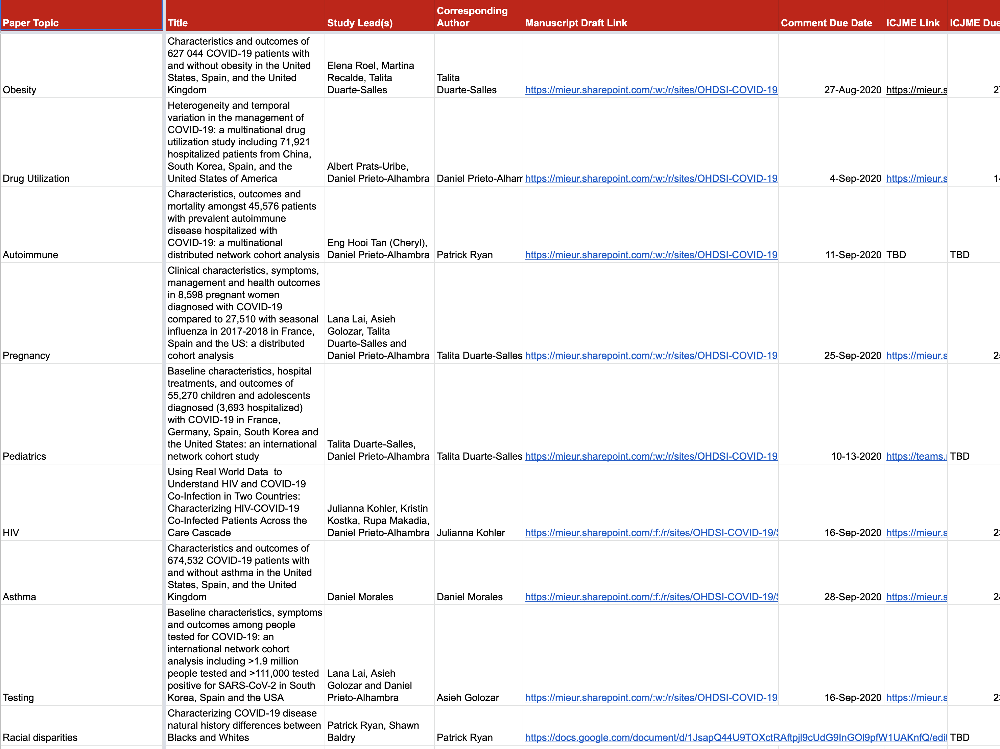 Paper Topic
Title
Study Lead(s)
Corresponding
Author
Manuscript Draft Link
Comment Due Date
ICJME Link
ICJME Due
Obesity
Characteristics and outcomes of
627 044 COVID-19 patients with
and without obesity in the United
States, Spain, and the United
Kingdom
Elena Roel, Martina
Recalde, Talita
Duarte-Salles
Talita
Duarte-Salles
https://mieur.sharepoint.com/:w:/r/sites/OHDSI-COVID-19/
27-Aug-2020
https://mieur.s
27
Drug Utilization
Heterogeneity and temporal
variation in the management of
COVID-19: a multinational drug
utilization study including 71,921
hospitalized patients from China,
South Korea, Spain, and the
United States of America
Albert Prats-Uribe,
Daniel Prieto-Alhambra
Daniel Prieto-Alham
https://mieur.sharepoint.com/:w:/r/sites/OHDSI-COVID-19/
4-Sep-2020
https://mieur.s
14
Autoimmune
Characteristics, outcomes and
mortality amongst 45,576 patients
with prevalent autoimmune
disease hospitalized with
COVID-19: a multinational
distributed network cohort analysis
Eng Hooi Tan (Cheryl),
Daniel Prieto-Alhambra
Patrick Ryan
https://mieur.sharepoint.com/:w:/r/sites/OHDSI-COVID-19/
11-Sep-2020
TBD
TBD
Pregnancy
Clinical characteristics, symptoms,
management and health outcomes
in 8,598 pregnant women
diagnosed with COVID-19
compared to 27,510 with seasonal
influenza in 2017-2018 in France,
Spain and the US: a distributed
cohort analysis
Lana Lai, Asieh
Golozar, Talita
Duarte-Salles and
Daniel Prieto-Alhambra
Talita Duarte-Salles
https://mieur.sharepoint.com/:w:/r/sites/OHDSI-COVID-19/
25-Sep-2020
https://mieur.s
25
Pediatrics
Baseline characteristics, hospital
treatments, and outcomes of
55,270 children and adolescents
diagnosed (3,693 hospitalized)
with COVID-19 in France,
Germany, Spain, South Korea and
the United States: an international
network cohort study
Talita Duarte-Salles,
Daniel Prieto-Alhambra
Talita Duarte-Salles
https://mieur.sharepoint.com/:w:/r/sites/OHDSI-COVID-19/
10-13-2020
https://teams.
TBD
HIV
Using Real World Data  to
Understand HIV and COVID-19
Co-Infection in Two Countries:
Characterizing HIV-COVID-19
Co-Infected Patients Across the
Care Cascade
Julianna Kohler, Kristin
Kostka, Rupa Makadia,
Daniel Prieto-Alhambra
Julianna Kohler
https://mieur.sharepoint.com/:f:/r/sites/OHDSI-COVID-19/S
16-Sep-2020
https://mieur.s
23
Asthma
Characteristics and outcomes of
674,532 COVID-19 patients with
and without asthma in the United
States, Spain, and the United
Kingdom
Daniel Morales
Daniel Morales
https://mieur.sharepoint.com/:f:/r/sites/OHDSI-COVID-19/S
28-Sep-2020
https://mieur.s
28
Testing
Baseline characteristics, symptoms
and outcomes among people
tested for COVID-19: an
international network cohort
analysis including >1.9 million
people tested and >111,000 tested
positive for SARS-CoV-2 in South
Korea, Spain and the USA
Lana Lai, Asieh
Golozar and Daniel
Prieto-Alhambra
Asieh Golozar
https://mieur.sharepoint.com/:w:/r/sites/OHDSI-COVID-19/
16-Sep-2020
https://mieur.s
23
Racial disparities
Characterizing COVID-19 disease
natural history differences between
Blacks and Whites
Patrick Ryan, Shawn
Baldry
Patrick Ryan
https://docs.google.com/document/d/1JsapQ44U9TOXctRAftpjl9cUdG9InGOl9pfW1UAKnfQ/edit
TBD